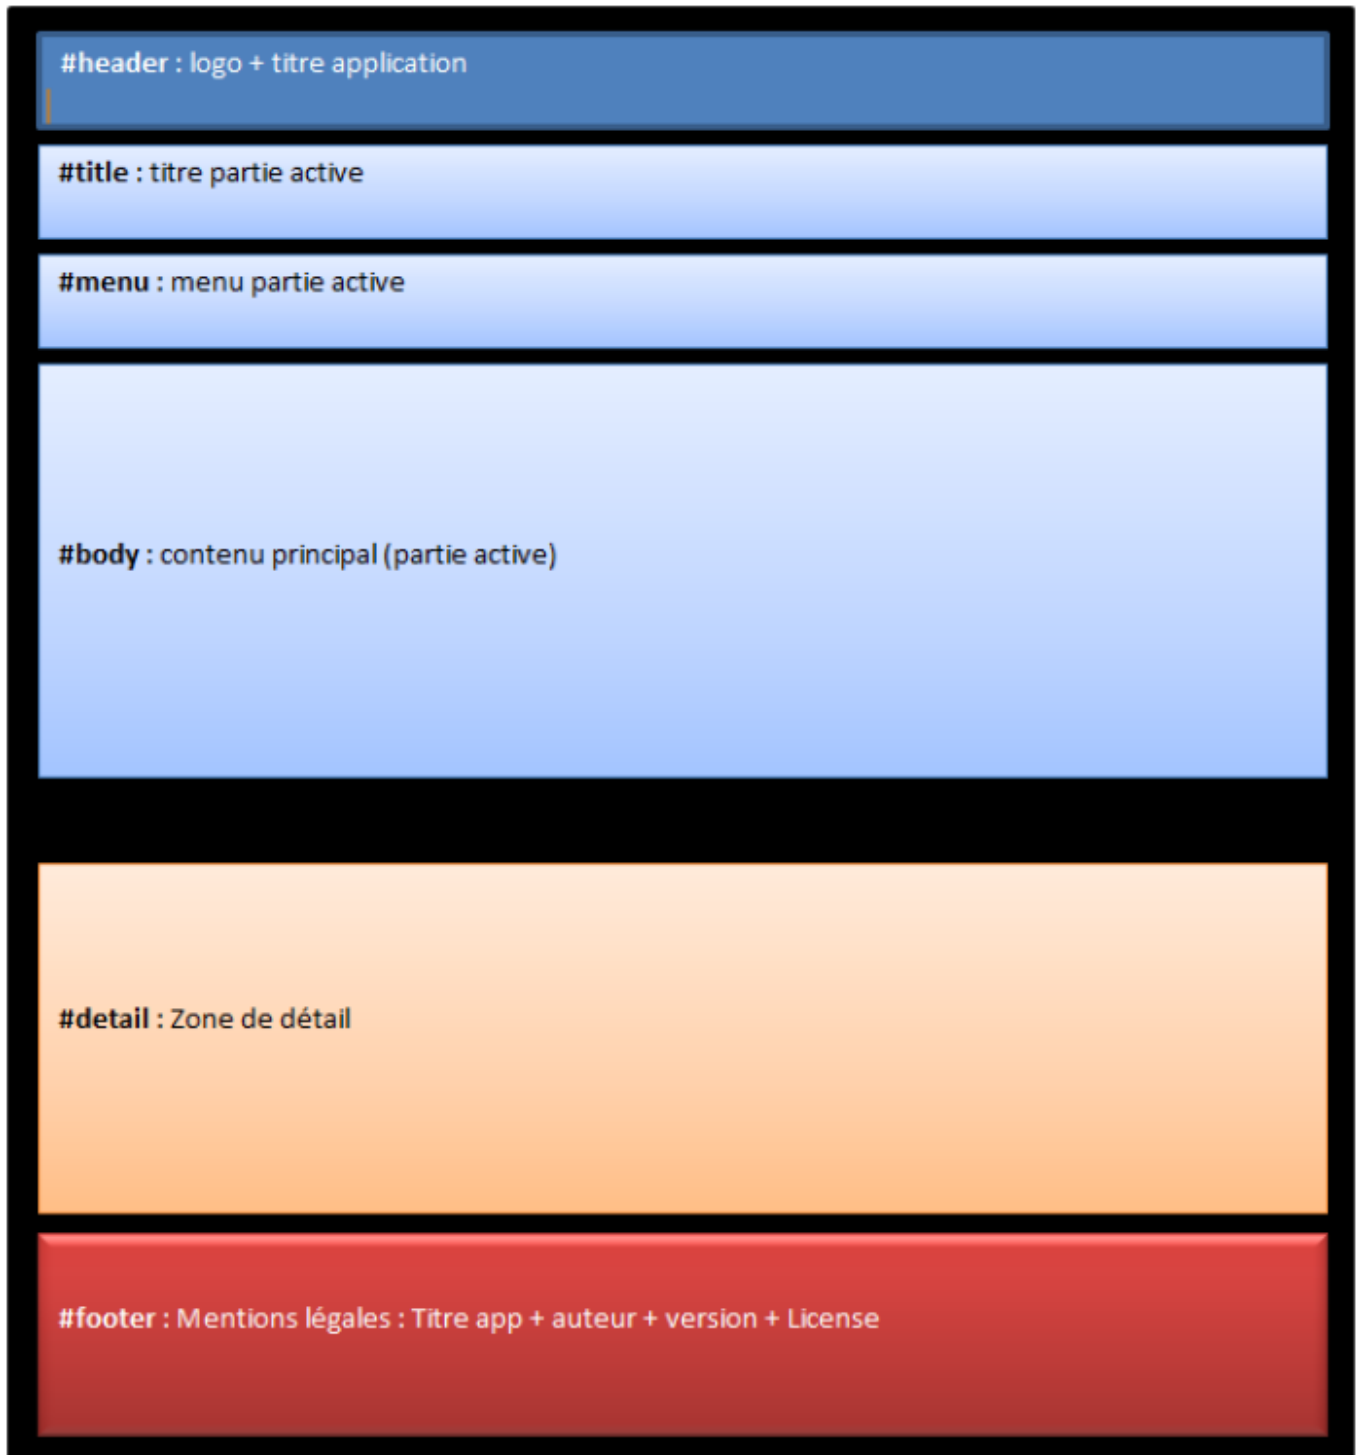 #header : logo + titre application
#title : titre partie active
#menu : menu partie active
#body : contenu principal (partie active)
#detail : Zone de détail
#footer : Mentions légales : Titre app + auteur + version + License